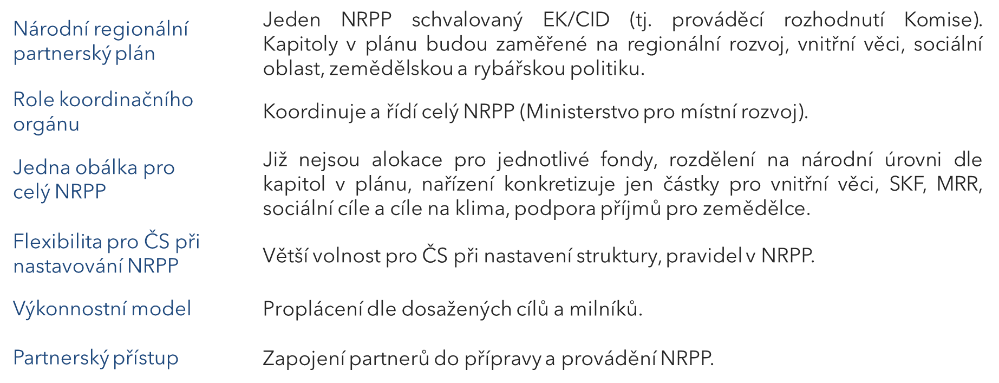 Národní regionální
partnerský plán
Jeden NRPP schvalovaný EK/CID (tj. prováděcí rozhodnutí Komise).
Kapitoly v plánu budou zaměřené na regionální rozvoj, vnitřní věci, sociální
oblast, zemědělskou a rybářskou politiku.
Role koordinačního
orgánu
Koordinuje a řídí celý NRPP (Ministerstvo pro místní rozvoj).
Jedna obálka pro
celý NRPP
Již nejsou alokace pro jednotlivé fondy, rozdělení na národní úrovni dle
kapitol v plánu, nařízení konkretizuje jen částky pro vnitřní věci, SKF, MRR,
sociální cíle a cíle na klima, podpora příjmů pro zemědělce.
Flexibilita pro ČS při
nastavování NRPP
Větší volnost pro ČS při nastavení struktury, pravidel v NRPP.
Výkonnostní model
Proplácení dle dosažených cílů a milníků.
Partnerský přístup
Zapojení partnerů do přípravy a provádění NRPP.